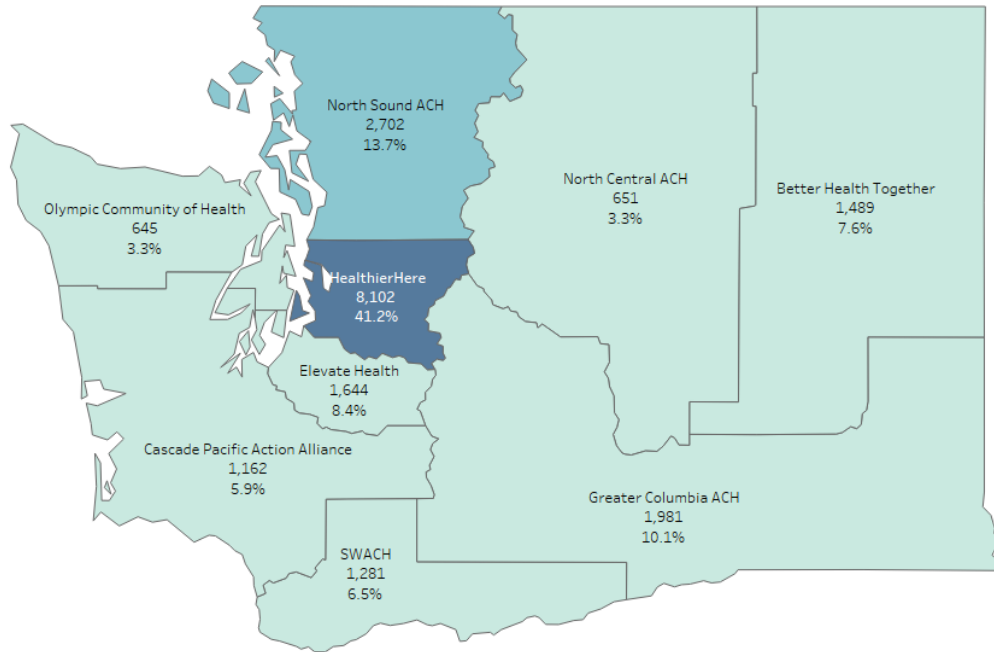 North Sound ACH
2,702
13.7%
North Central ACH
651
3.3%
Better Health Together
1,489
7.6%
Olympic Community of Health
645
3.3%
HealthierHere
8,102
41.2%
Elevate Health
1,644
8.4%
Cascade Pacific Action Alliance
1,162
5.9%
Greater Columbia ACH
1,981
10.1%
SWACH
1,281
6.5%